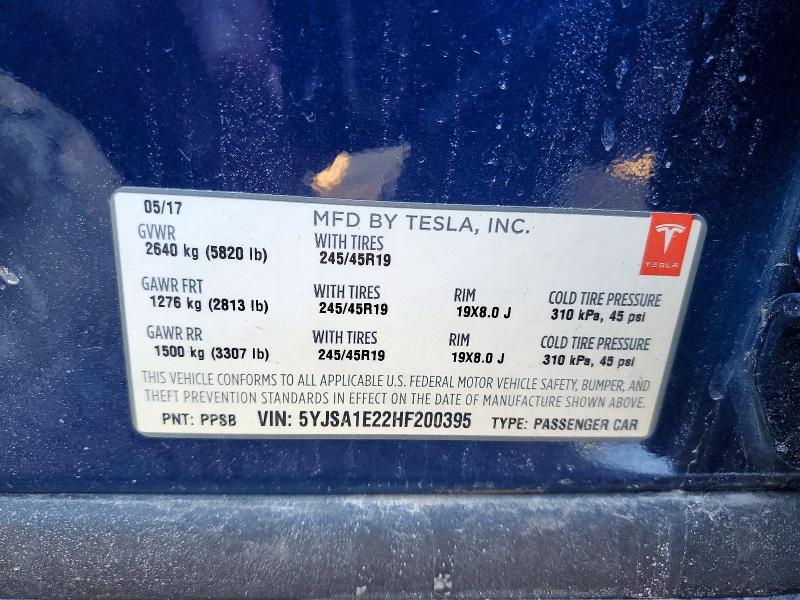 05/17 MFD BY TESLA, INC.
GVWR WITH TIRES
2640 kg (5820 lb) 245/45R19
TESLA
GAWR FRT WITH TIRES RIM COLD TIRE PRESSURE
1276 kg (2813 lb) 245/45R19 19X8.0 J 310 kPa, 45 psi
GAWR RR WITH TIRES RIM COLD TIRE PRESSURE
1500 kg (3307 lb) 245/45R19 19X8.0 J 310 kPa, 45 psi
THIS VEHICLE CONFORMS TO ALL APPLICABLE U.S. FEDERAL MOTOR VEHICLE SAFETY, BUMPER, AND
THEFT PREVENTION STANDARDS IN EFFECT ON THE DATE OF MANUFACTURE SHOWN ABOVE.
PNT: PPSB VIN: 5YJSA1E22HF200395 TYPE: PASSENGER CAR